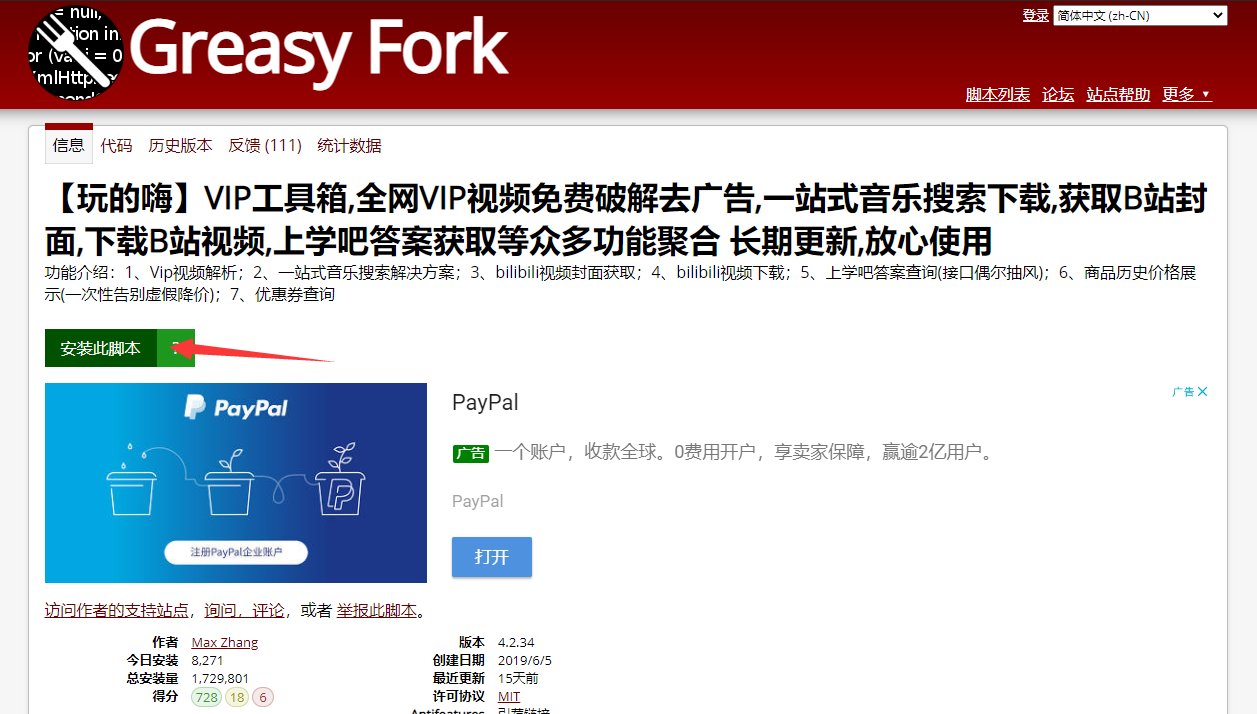 = null,
tion in
or (var i = 0
XmlHttp
Greasy Fork
登录 简体中文 (zh-CN)
脚本列表 论坛 站点帮助 更多 ▼
信息 代码 历史版本 反馈 (111) 统计数据
【玩的嗨】VIP工具箱,全网VIP视频免费破解去广告,一站式音乐搜索下载,获取B站封
面,下载B站视频,上学吧答案获取等众多功能聚合 长期更新,放心使用
功能介绍：1、Vip视频解析；2、一站式音乐搜索解决方案；3、bilibili视频封面获取；4、bilibili视频下载；5、上学吧答案查询(接口偶尔抽风)；6、商品历史价格展
示(一次性告别虚假降价)；7、优惠券查询
安装此脚本 ?
PayPal
注册PayPal企业账户
PayPal
广告
广告 一个账户，收款全球。0费用开户，享卖家保障，赢逾2亿用户。
PayPal
打开
访问作者的支持站点，询问，评论，或者 举报此脚本。
作者 Max Zhang 版本 4.2.34
今日安装 8,271 创建日期 2019/6/5
总安装量 1,729,801 最近更新 15天前
得分 728 18 6 许可协议 MIT
Antifeatures 引荐链接